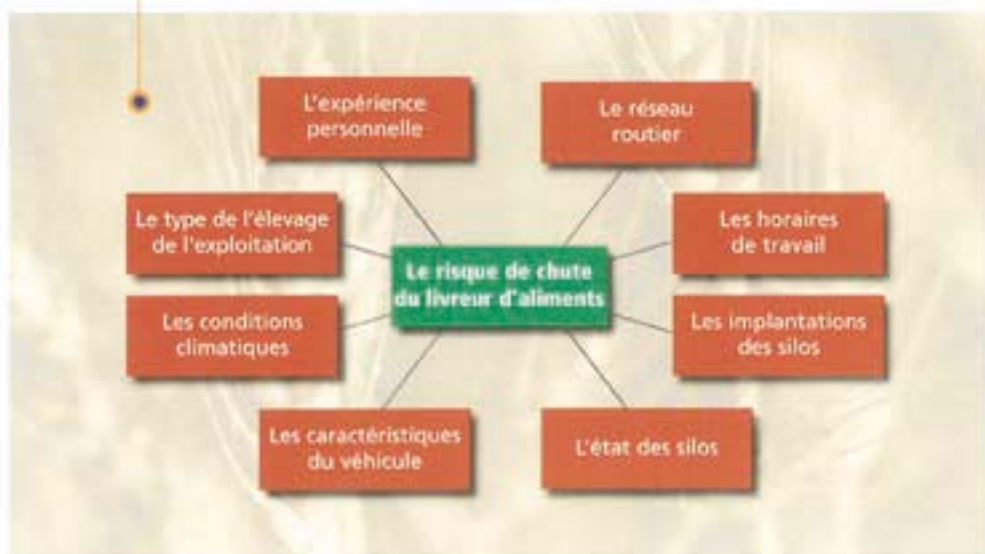 L'expérience
personnelle
Le réseau
routier
Le type de l'élevage
de l'exploitation
Les horaires
de travail
Le risque de chute
du livreur d'aliments
Les conditions
climatiques
Les implantations
des silos
Les caractéristiques
du véhicule
L'état des silos